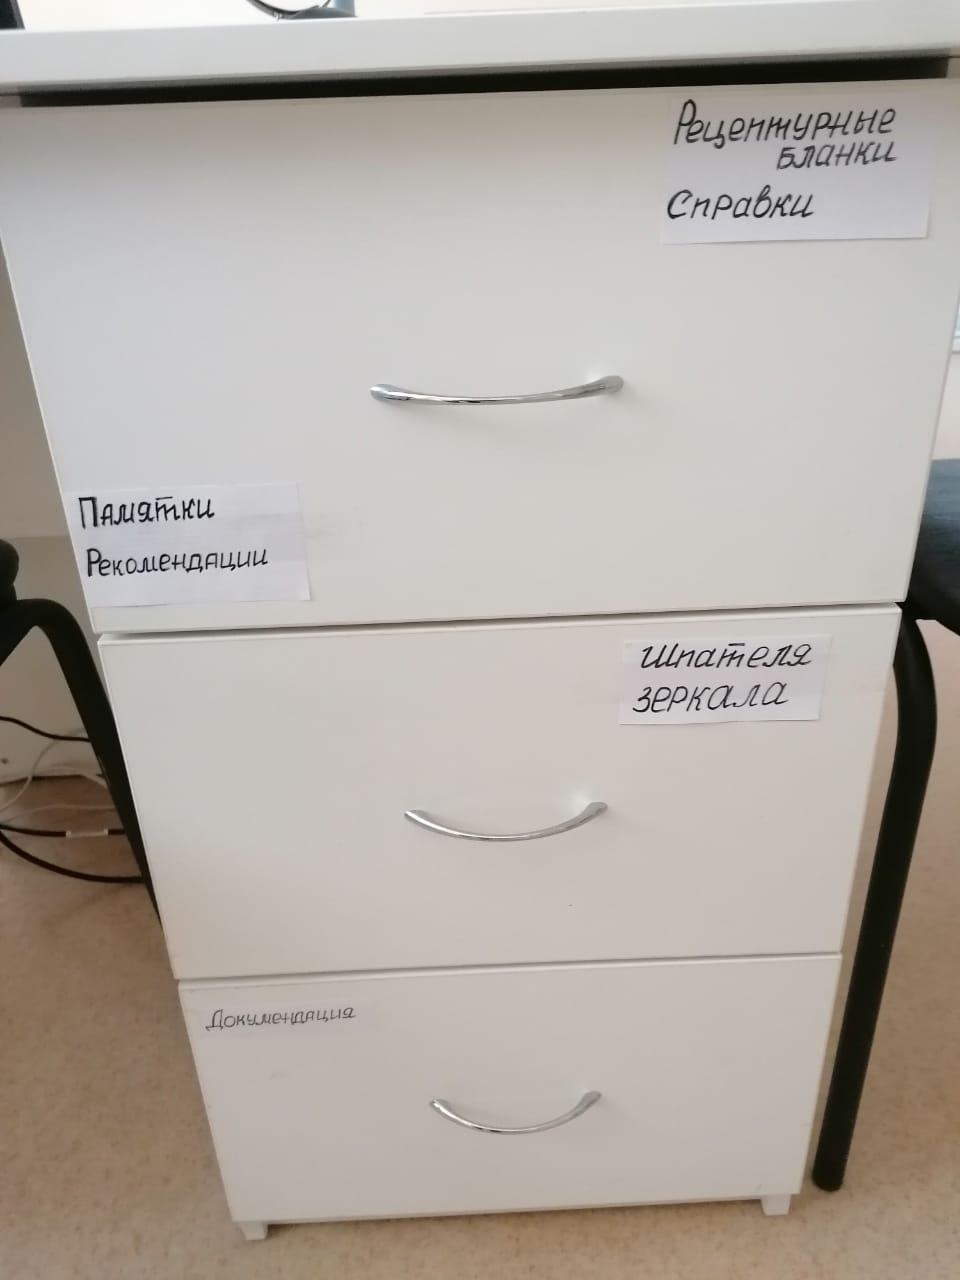 Рецептурные
бланки
Справки
Памятки
Рекомендации
Шпателя
зеркала
Докумендация